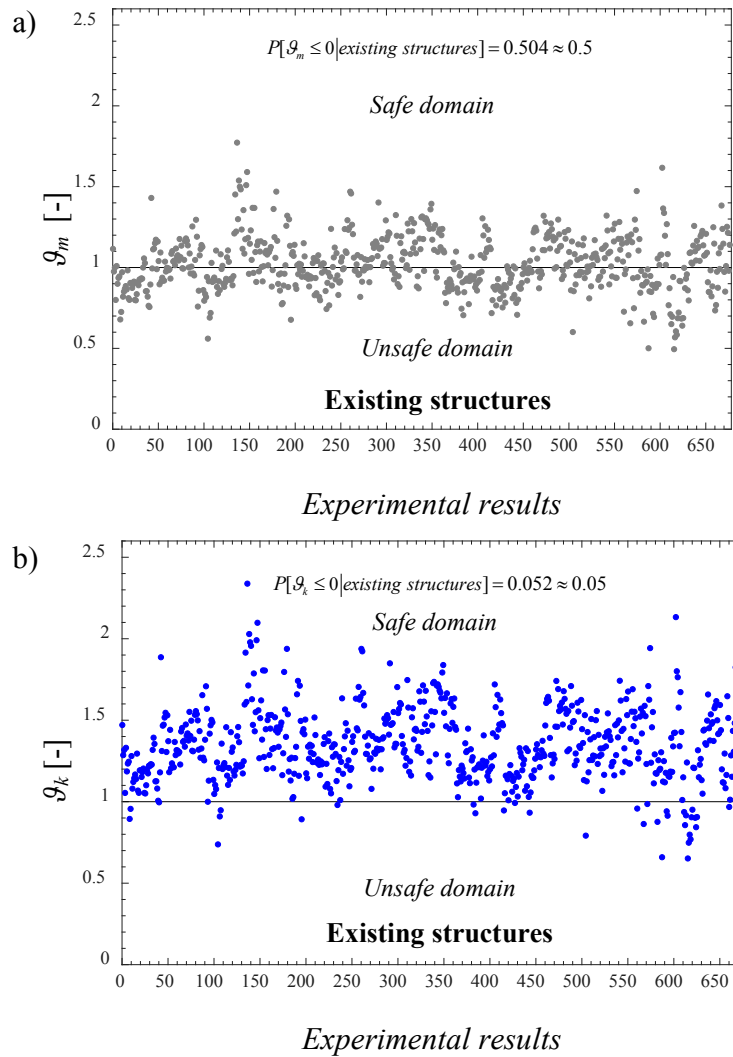 a)
2.5
P[ϑm ≤ 0|existing structures] = 0.504 ≈ 0.5
2
Safe domain
1.5
ϑm [-]
1
0.5
Unsafe domain
Existing structures
0
0 50 100 150 200 250 300 350 400 450 500 550 600 650
Experimental results
b)
2.5
P[ϑk ≤ 0|existing structures] = 0.052 ≈ 0.05
2
Safe domain
1.5
ϑk [-]
1
0.5
Unsafe domain
Existing structures
0
0 50 100 150 200 250 300 350 400 450 500 550 600 650
Experimental results